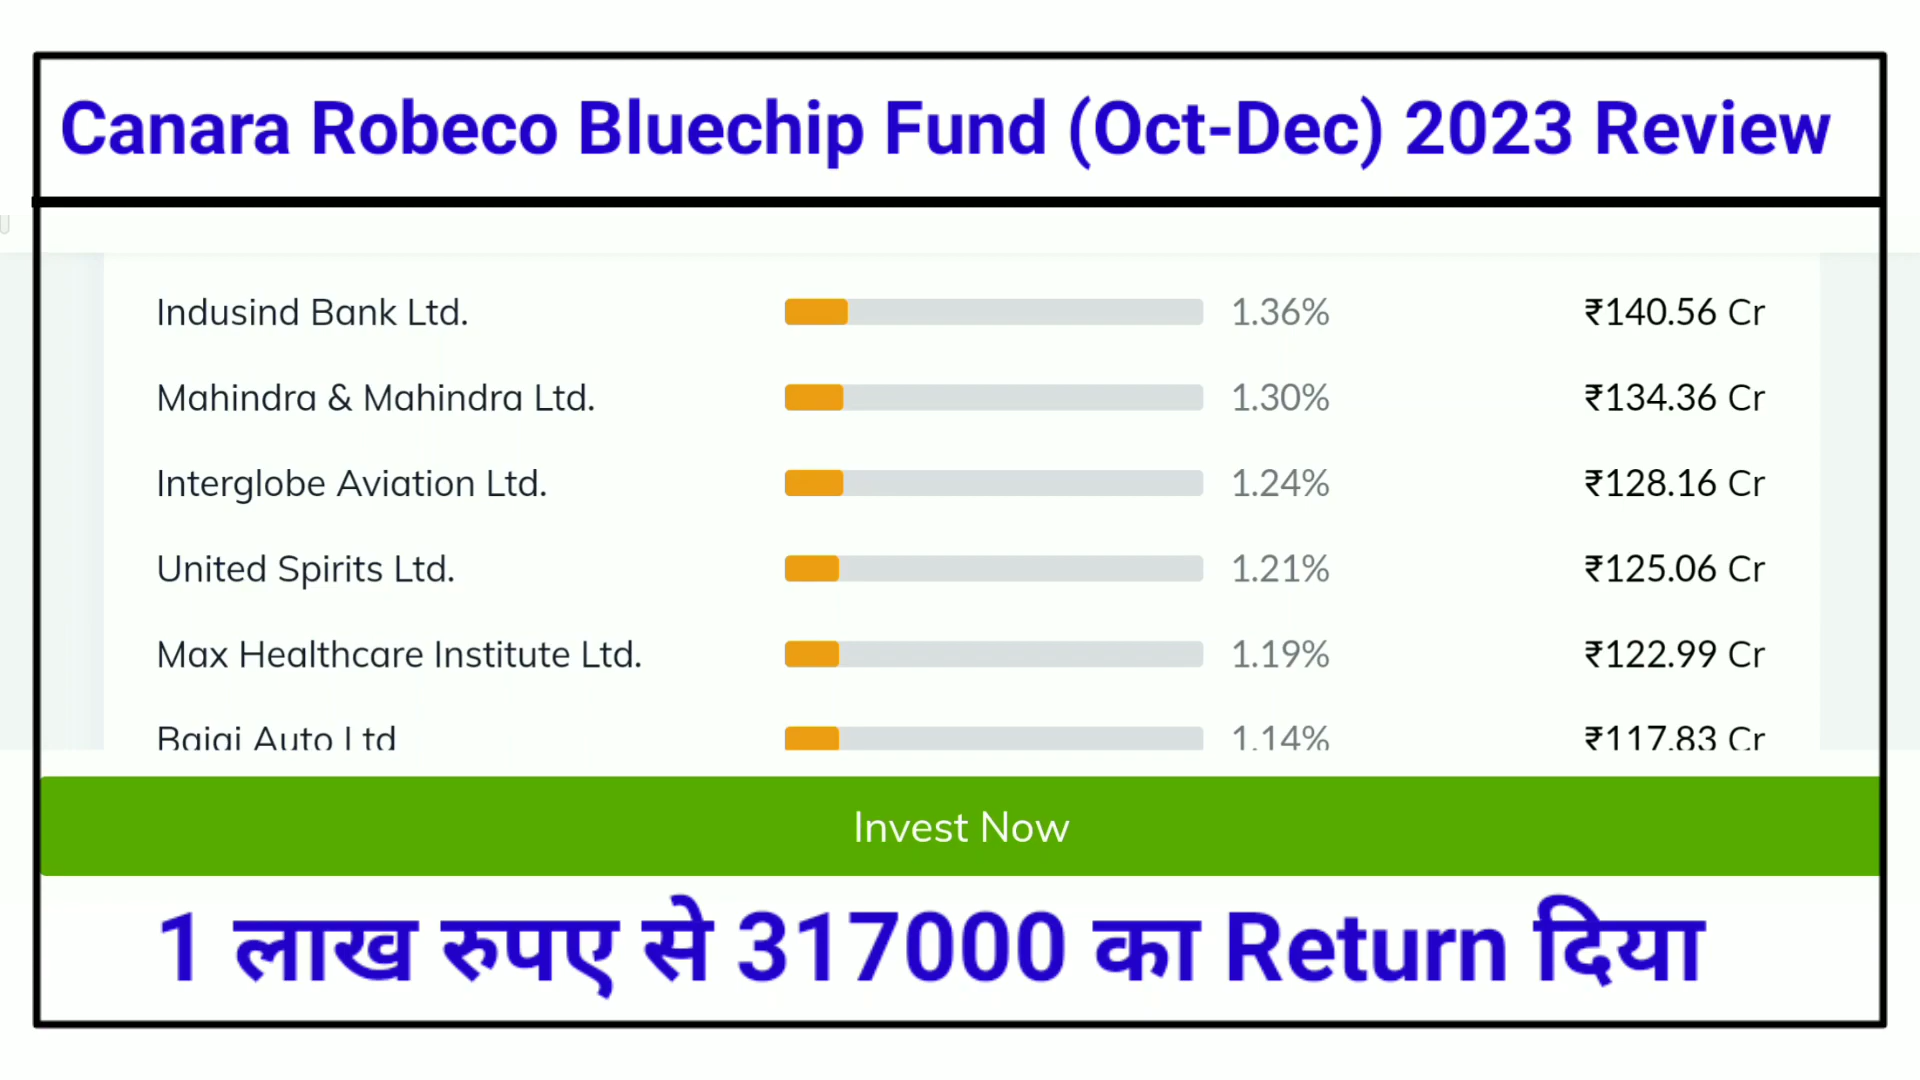 Canara Robeco Bluechip Fund (Oct-Dec) 2023 Review
Indusind Bank Ltd. 1.36% ₹140.56 Cr
Mahindra & Mahindra Ltd. 1.30% ₹134.36 Cr
Interglobe Aviation Ltd. 1.24% ₹128.16 Cr
United Spirits Ltd. 1.21% ₹125.06 Cr
Max Healthcare Institute Ltd. 1.19% ₹122.99 Cr
Bajaj Auto Ltd 1.14% ₹117.83 Cr
Invest Now
1 लाख रुपए से 317000 का Return दिया